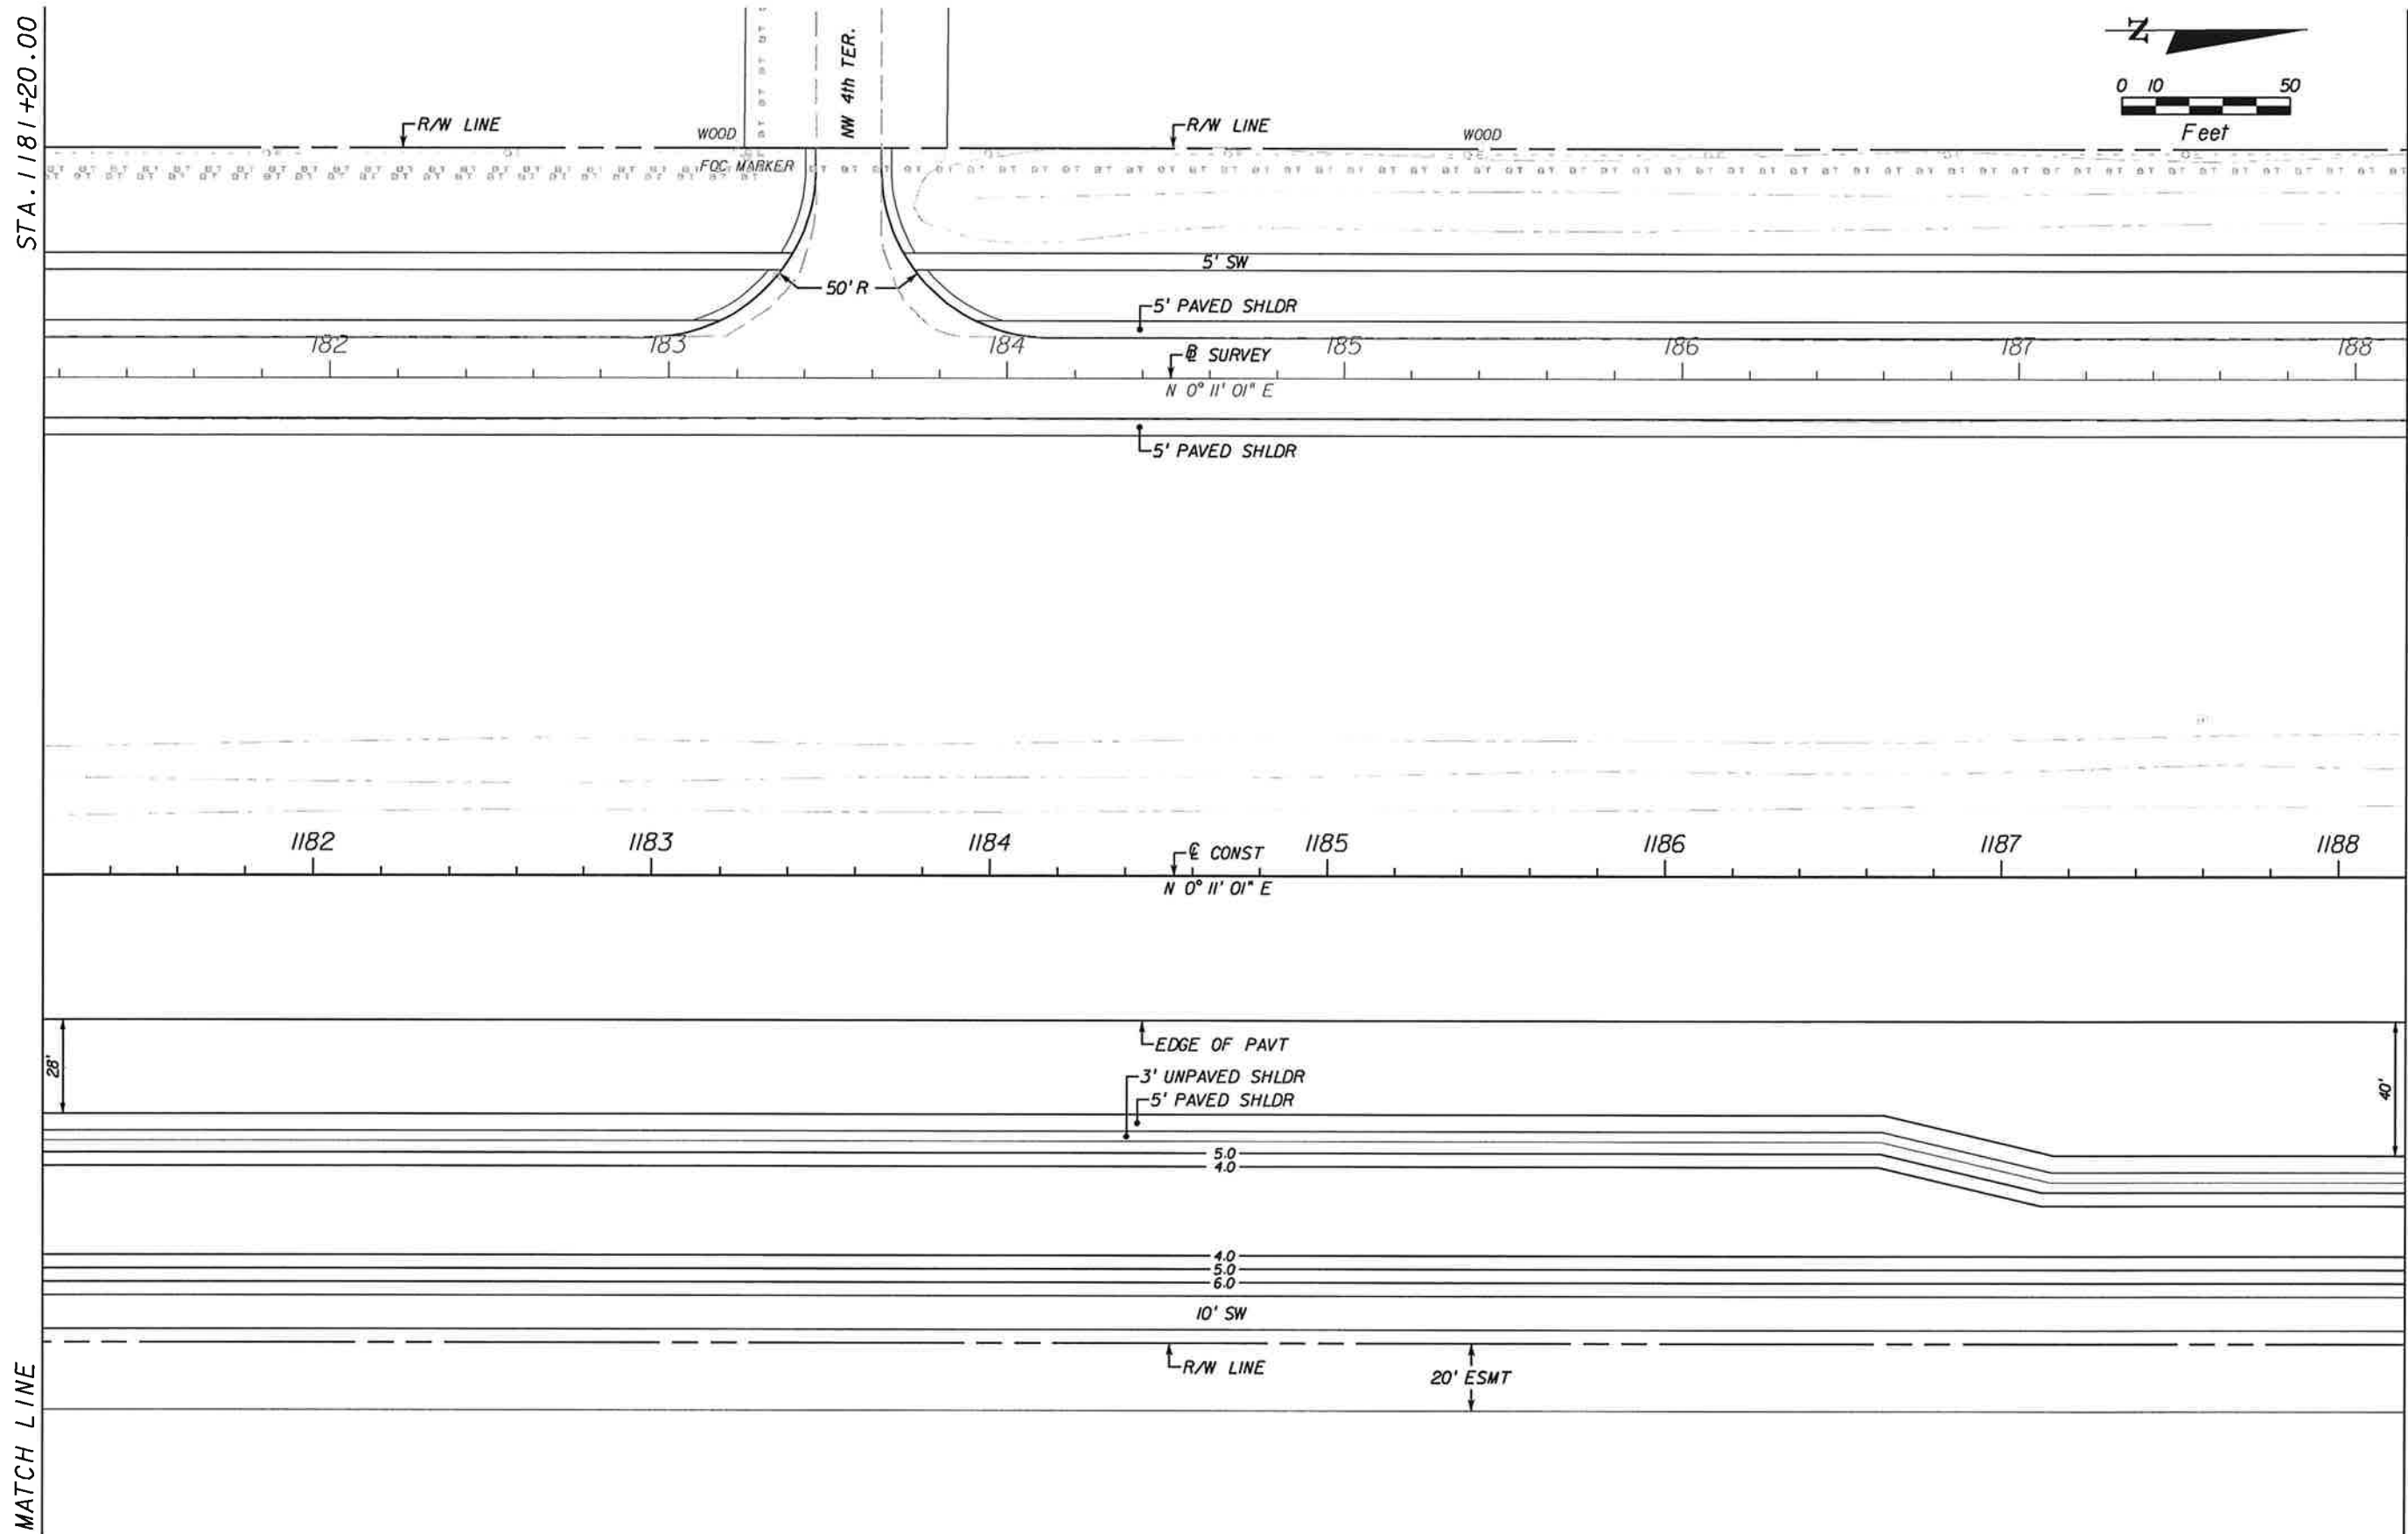 STA. 1181+20.00
MATCH LINE
NW 4th TER.
N
0 10 50
Feet
R/W LINE
WOOD
R/W LINE
WOOD
FOC MARKER
5' SW
50' R
5' PAVED SHLDR
182 183 184 185 186 187 188
℄ SURVEY
N 0° 11' 01" E
5' PAVED SHLDR
1182 1183 1184 1185 1186 1187 1188
℄ CONST
N 0° 11' 01" E
28'
EDGE OF PAVT
40'
3' UNPAVED SHLDR
5' PAVED SHLDR
5.0
4.0
4.0
5.0
6.0
10' SW
R/W LINE
20' ESMT